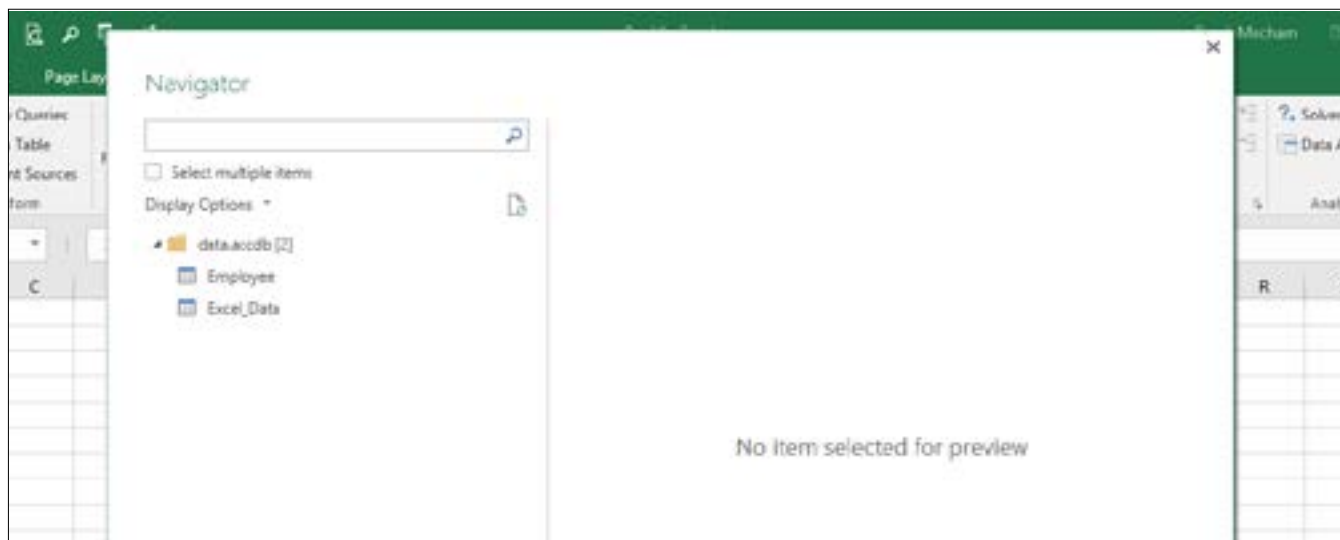 Mecham
Page Lay
Navigator
Queries
Table
nt Sources
Select multiple items
Display Options
data.accdb [2]
Employee
Excel_Data
No item selected for preview
C
R
Solver
Data A
Anal